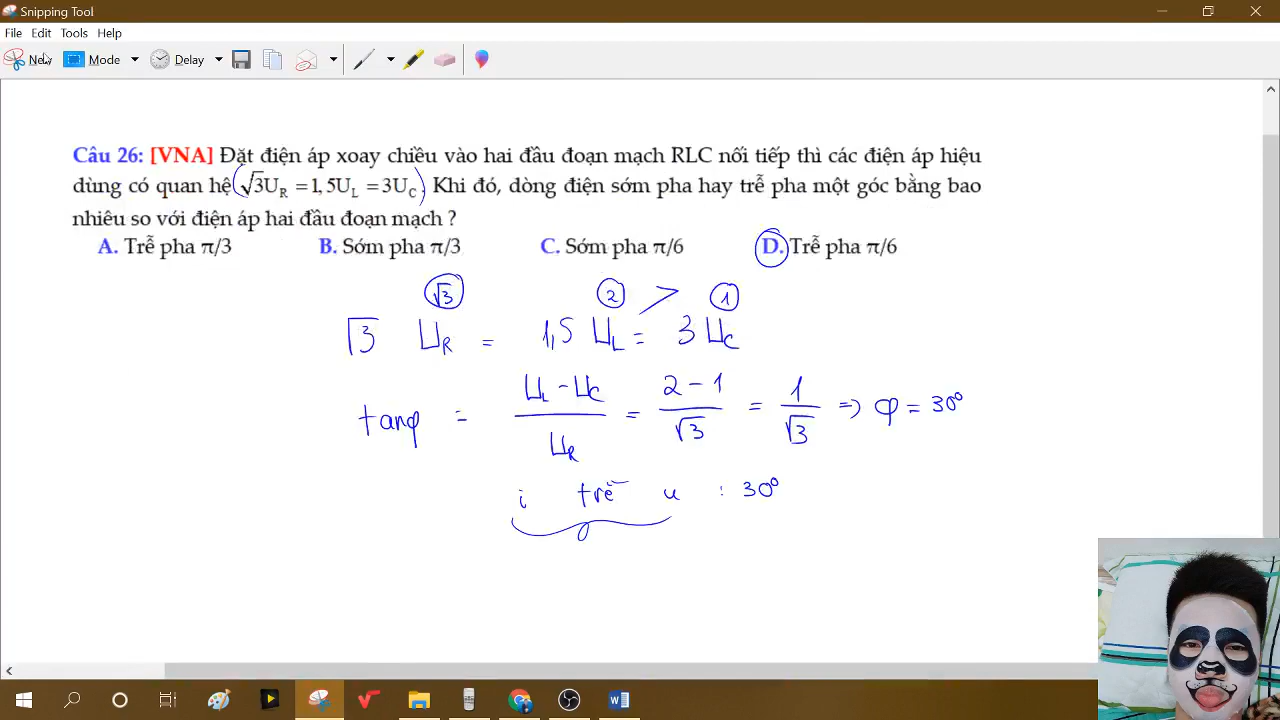 Snipping Tool
File Edit Tools Help
New Mode Delay
Câu 26: [VNA] Đặt điện áp xoay chiều vào hai đầu đoạn mạch RLC nối tiếp thì các điện áp hiệu
dùng có quan hệ √3U_R = 1,5U_L = 3U_C. Khi đó, dòng điện sớm pha hay trễ pha một góc bằng bao
nhiêu so với điện áp hai đầu đoạn mạch ?
A. Trễ pha π/3 B. Sớm pha π/3 C. Sớm pha π/6 D. Trễ pha π/6
√3 2 > 1
√3 U_R = 1,5 U_L = 3 U_C
tanφ = (U_L - U_C)/U_R = (2 - 1)/√3 = 1/√3 => φ = 30°
i trễ u : 30°